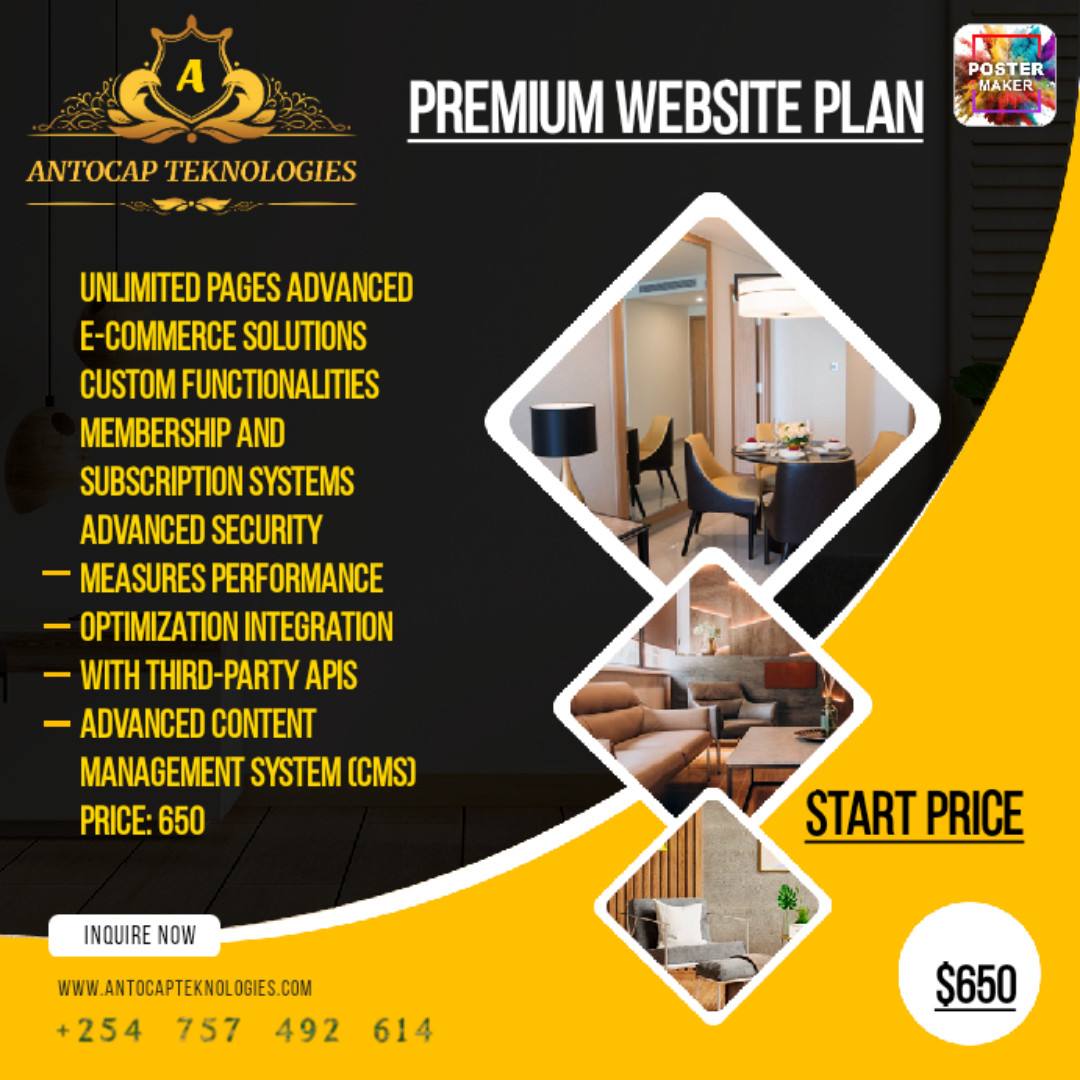 A
ANTOCAP TEKNOLOGIES
PREMIUM WEBSITE PLAN
POSTER
MAKER
UNLIMITED PAGES ADVANCED
E-COMMERCE SOLUTIONS
CUSTOM FUNCTIONALITIES
MEMBERSHIP AND
SUBSCRIPTION SYSTEMS
ADVANCED SECURITY
MEASURES PERFORMANCE
OPTIMIZATION INTEGRATION
WITH THIRD-PARTY APIS
ADVANCED CONTENT
MANAGEMENT SYSTEM (CMS)
PRICE: 650
START PRICE
$650
INQUIRE NOW
WWW.ANTOCAPTEKNOLOGIES.COM
+254 757 492 614